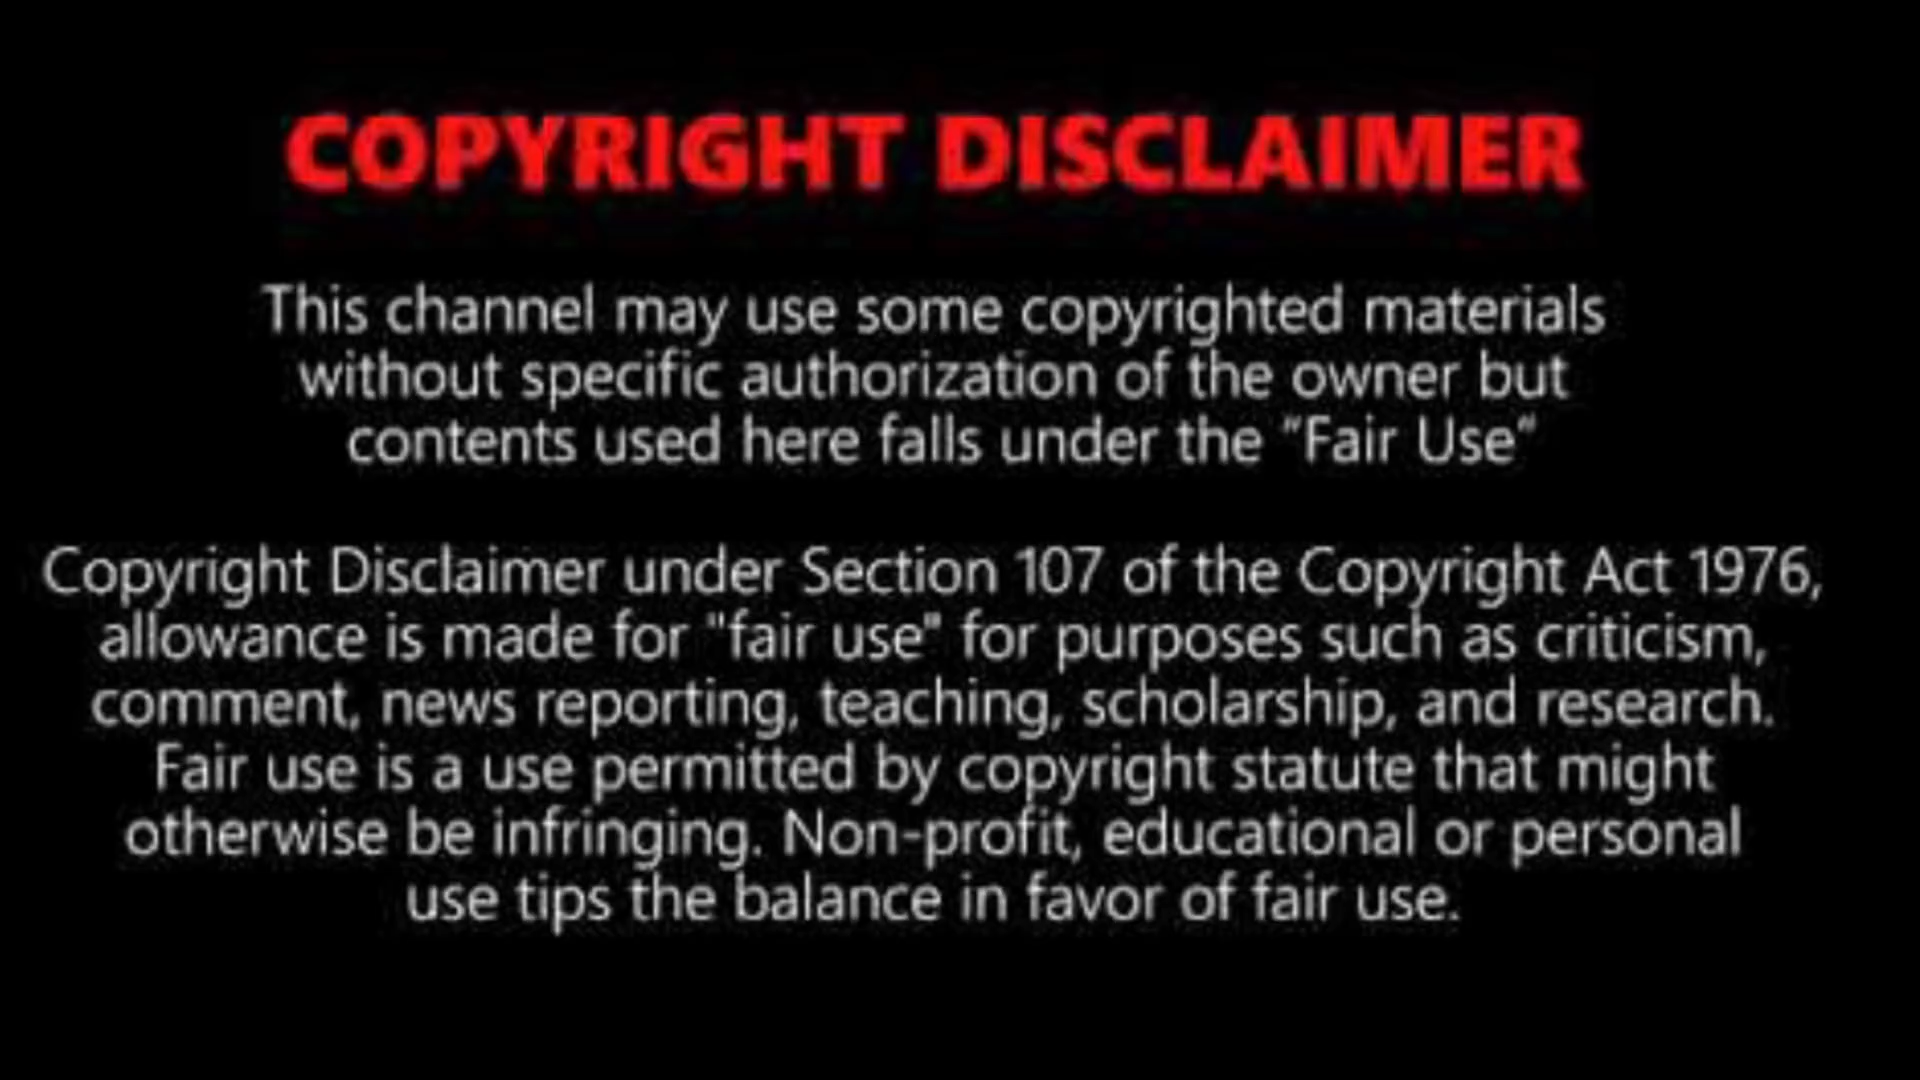 COPYRIGHT DISCLAIMER
This channel may use some copyrighted materials
without specific authorization of the owner but
contents used here falls under the "Fair Use"
Copyright Disclaimer under Section 107 of the Copyright Act 1976,
allowance is made for "fair use" for purposes such as criticism,
comment, news reporting, teaching, scholarship, and research.
Fair use is a use permitted by copyright statute that might
otherwise be infringing. Non-profit, educational or personal
use tips the balance in favor of fair use.